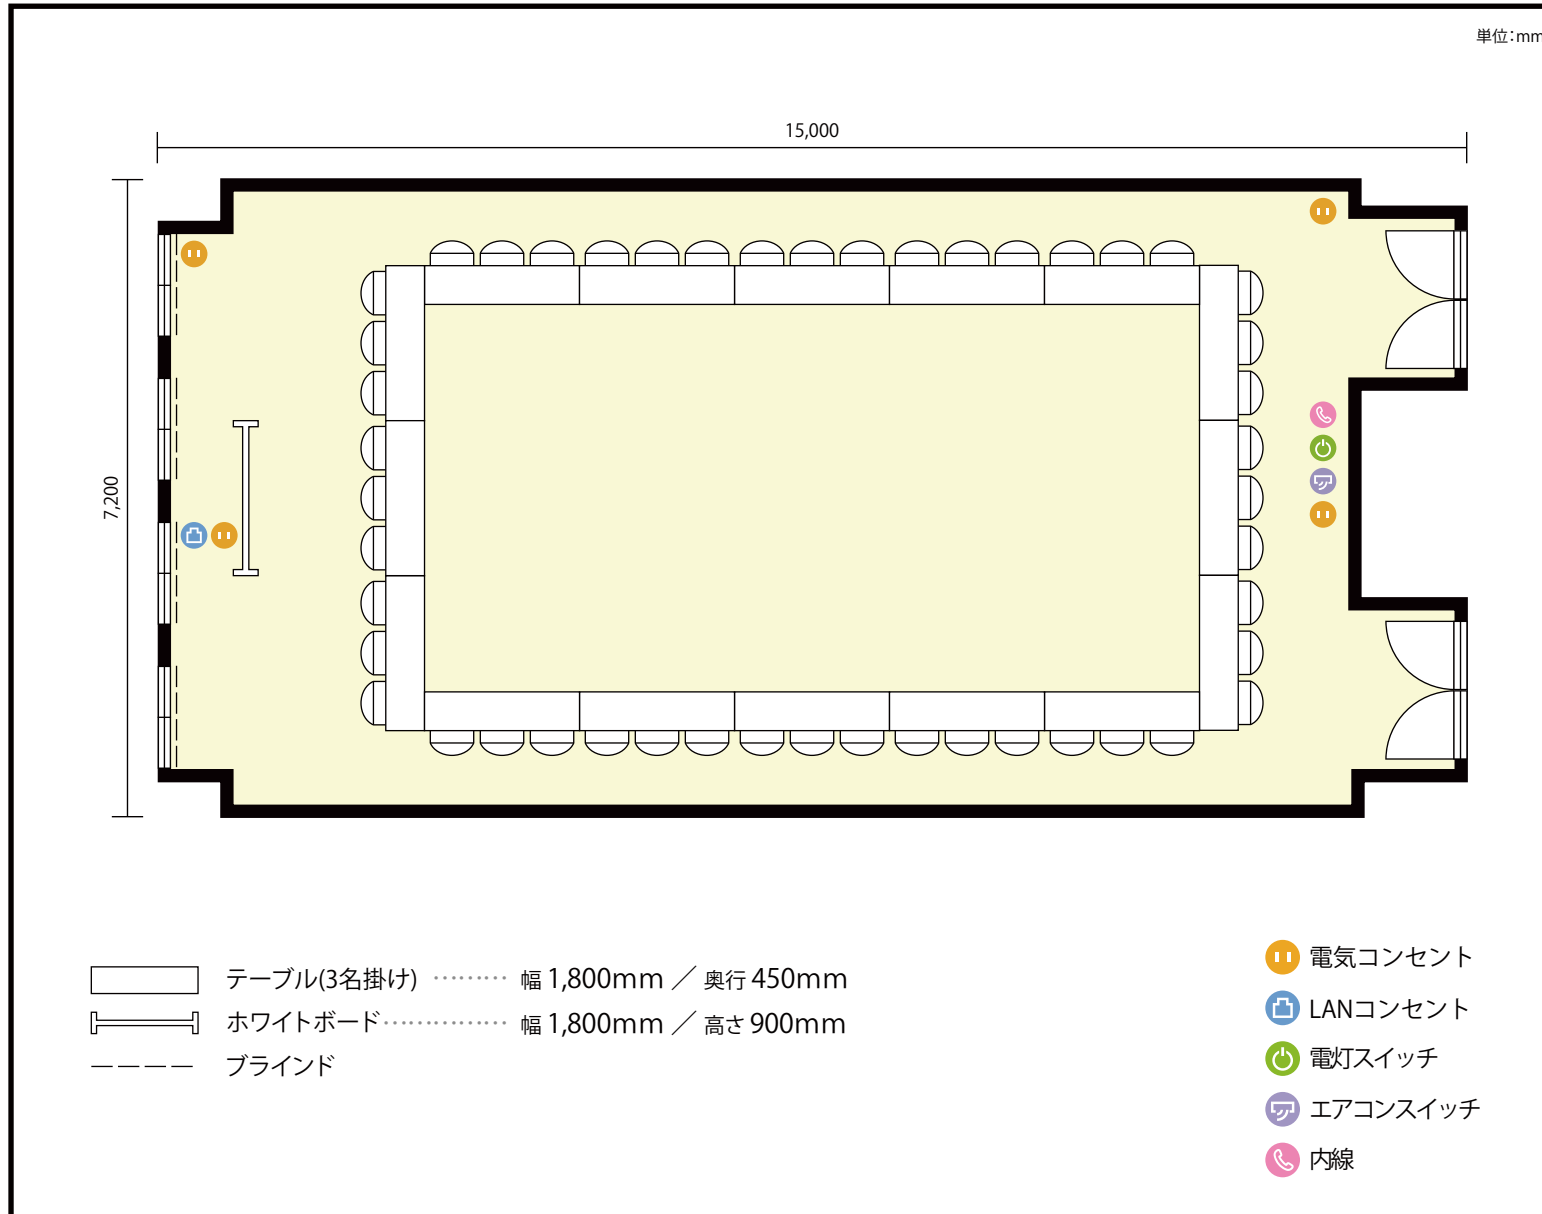 単位:mm
15,000
7,200
テーブル(3名掛け) ········· 幅 1,800mm ／ 奥行 450mm
ホワイトボード·············· 幅 1,800mm ／ 高さ 900mm
ブラインド
電気コンセント
LANコンセント
電灯スイッチ
エアコンスイッチ
内線